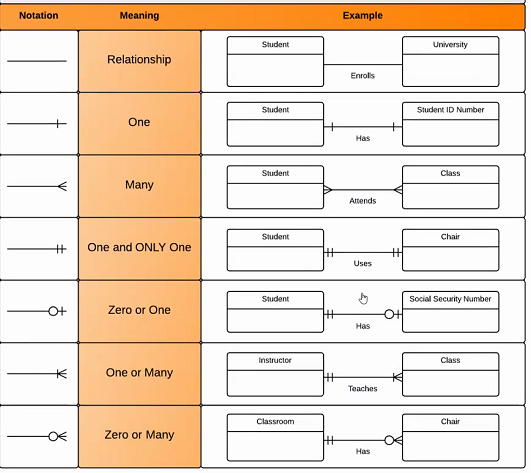 Notation Meaning Example
Relationship Student University
Enrolls
One Student Student ID Number
Has
Many Student Class
Attends
One and ONLY One Student Chair
Uses
Zero or One Student Social Security Number
Has
One or Many Instructor Class
Teaches
Zero or Many Classroom Chair
Has